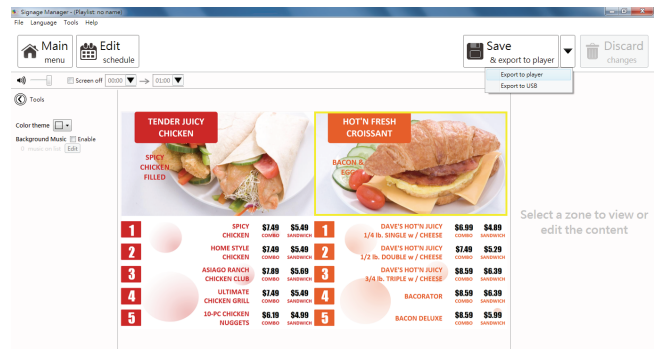 Signage Manager - (Playlist: no name)
File Language Tools Help
Main
menu
Edit
schedule
Save
& export to player
Discard
changes
Export to player
Export to USB
Screen off 00:00 → 01:00
Tools
Color theme
Background Music Enable
0 music on list Edit
TENDER JUICY
CHICKEN
SPICY
CHICKEN
FILLED
HOT'N FRESH
CROISSANT
BACON &
EGG
Select a zone to view or
edit the content
1 SPICY $7.49 $5.49
CHICKEN COMBO SANDWICH
2 HOME STYLE $7.49 $5.49
CHICKEN COMBO SANDWICH
3 ASIAGO RANCH $7.89 $5.69
CHICKEN CLUB COMBO SANDWICH
4 ULTIMATE $7.49 $5.49
CHICKEN GRILL COMBO SANDWICH
5 10-PC CHICKEN $6.19 $4.99
NUGGETS COMBO SANDWICH
1 DAVE'S HOT'N JUICY $6.99 $4.89
1/4 lb. SINGLE w / CHEESE COMBO SANDWICH
2 DAVE'S HOT'N JUICY $7.49 $5.29
1/2 lb. DOUBLE w / CHEESE COMBO SANDWICH
3 DAVE'S HOT'N JUICY $8.59 $6.39
3/4 lb. TRIPLE w / CHEESE COMBO SANDWICH
4 BACORATOR $8.59 $6.39
COMBO SANDWICH
5 BACON DELUXE $8.59 $5.99
COMBO SANDWICH